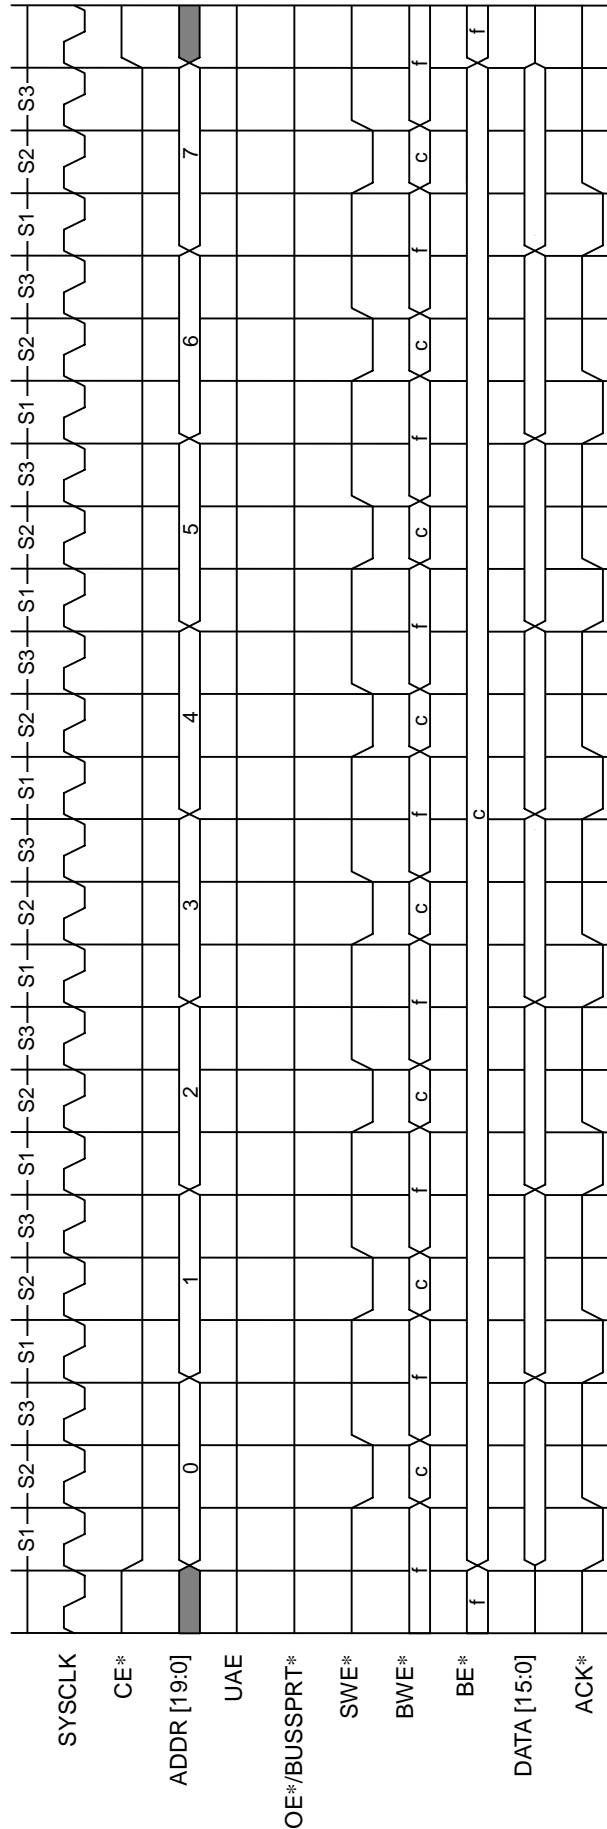 S1 S2 S3 S1 S2 S3 S1 S2 S3 S1 S2 S3 S1 S2 S3 S1 S2 S3 S1 S2 S3 S1 S2 S3
SYSCLK
CE*
ADDR [19:0] 0 1 2 3 4 5 6 7
UAE
OE*/BUSSPRT*
SWE*
BWE* f c f c f c f c f c f c f c f c f
BE* f c f
DATA [15:0]
ACK*